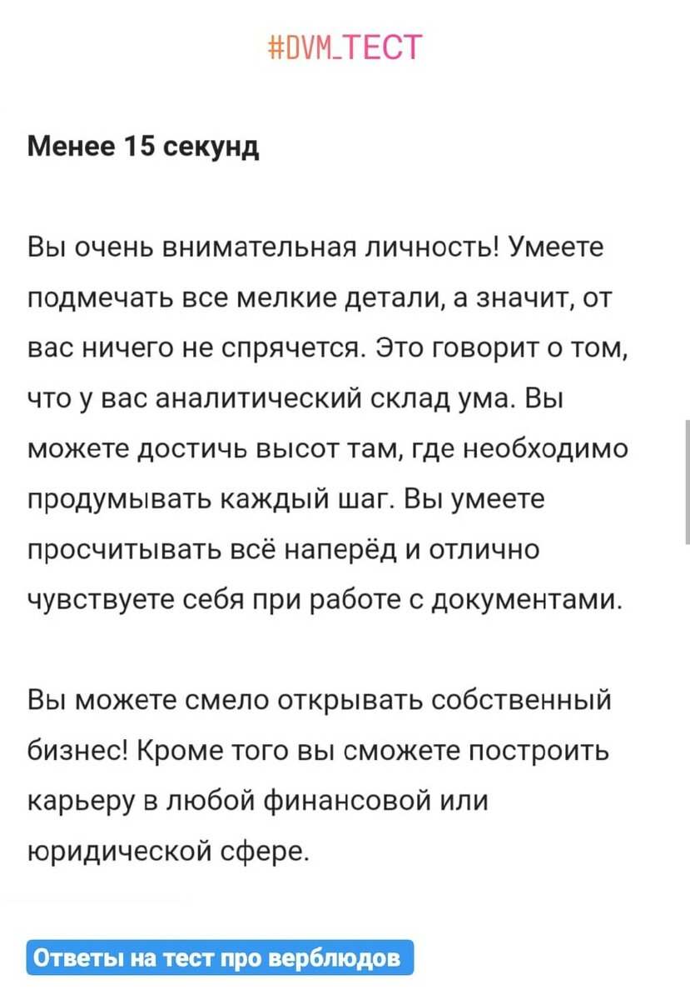 #DVM_ТЕСТ
Менее 15 секунд
Вы очень внимательная личность! Умеете
подмечать все мелкие детали, а значит, от
вас ничего не спрячется. Это говорит о том,
что у вас аналитический склад ума. Вы
можете достичь высот там, где необходимо
продумывать каждый шаг. Вы умеете
просчитывать всё наперёд и отлично
чувствуете себя при работе с документами.
Вы можете смело открывать собственный
бизнес! Кроме того вы сможете построить
карьеру в любой финансовой или
юридической сфере.
Ответы на тест про верблюдов